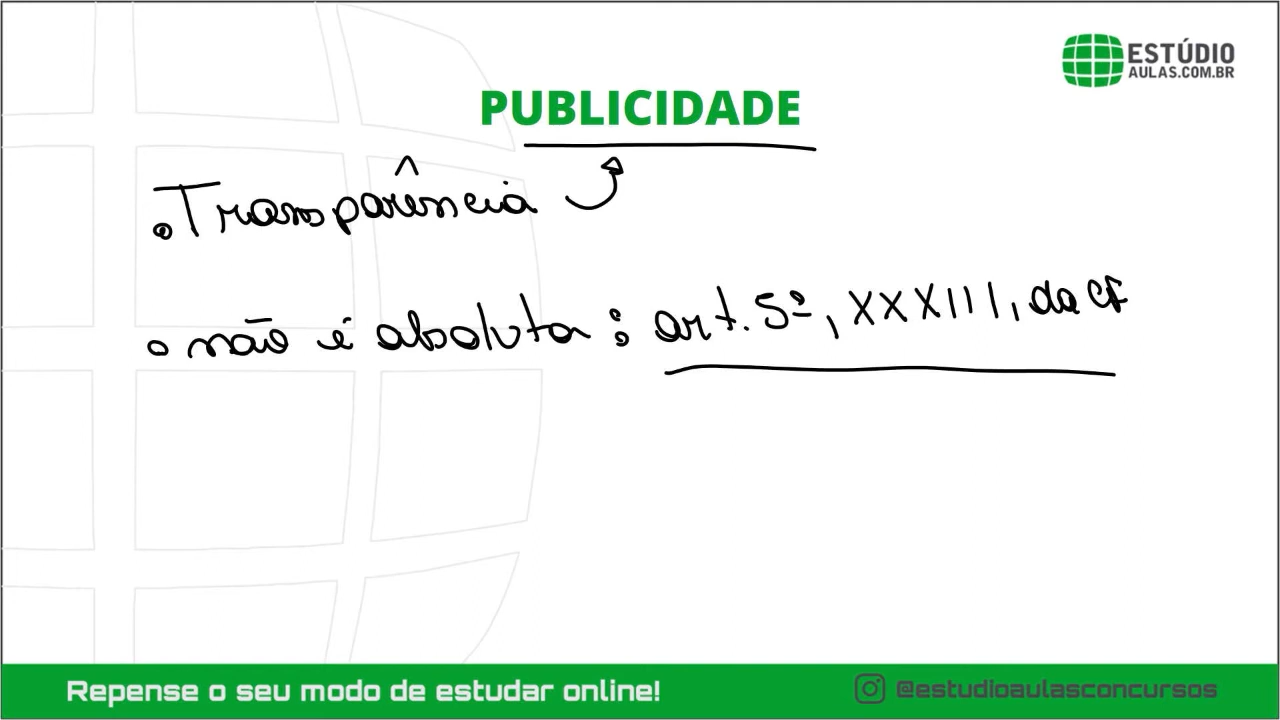 ESTÚDIO
AULAS.COM.BR
PUBLICIDADE
Transparência
não é absoluta: art. 5º, XXXIII, da CF
Repense o seu modo de estudar online!
@estudioaulasconcursos